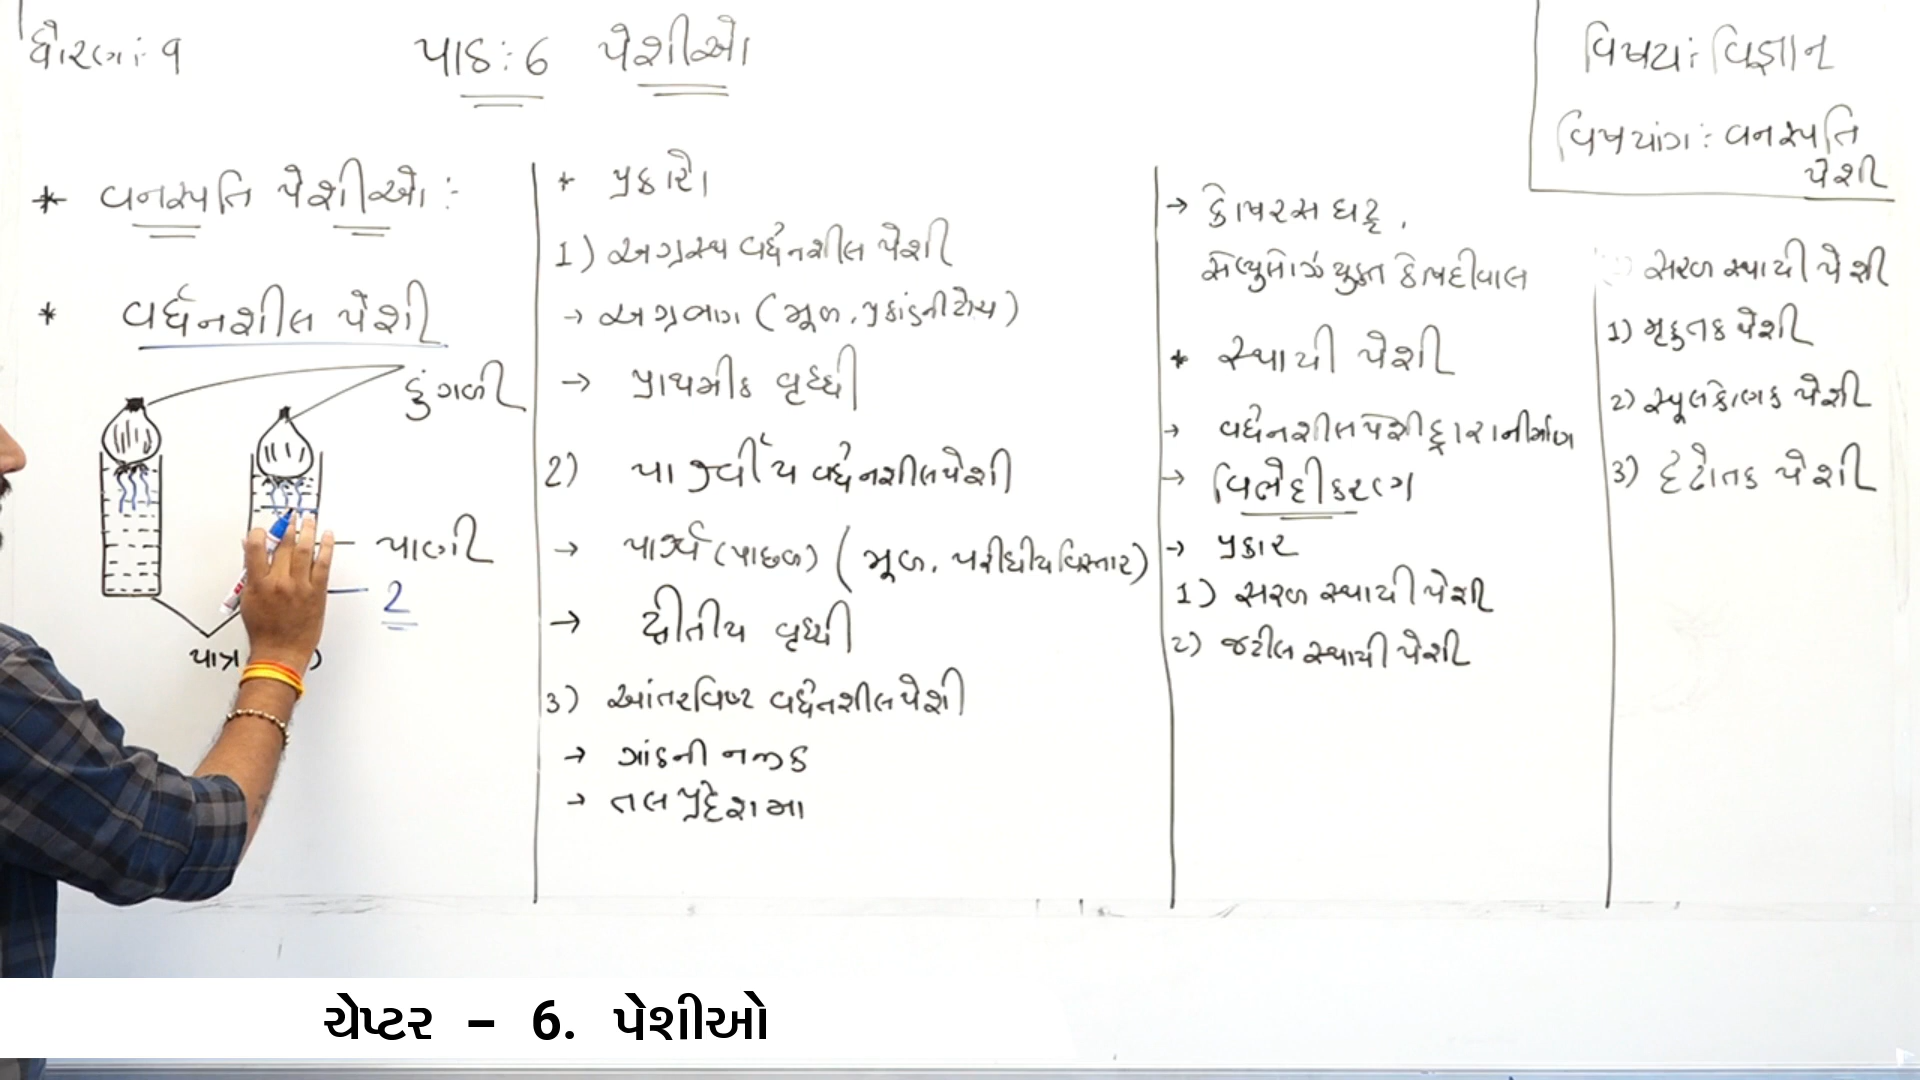 ધોરણ: ૧
પાઠ: 6 પેશીઓ
વિષય: વિજ્ઞાન
વિષયાંગ: વનસ્પતિ
પેશી
* વનસ્પતિ પેશીઓ:-
* વર્ધનશીલ પેશી
ડુંગળી
પાણી
2
પાત્ર
* પ્રકારો
1) અગ્રસ્થ વર્ધનશીલ પેશી
→ અગ્રભાગ (મૂળ, પ્રકાંડની ટોચ)
→ પ્રાથમીક વૃધ્ધી
2) પાર્શ્વીય વર્ધનશીલ પેશી
→ પાર્શ્વ (પાછળ) (મૂળ, પરીઘીય વિસ્તાર)
→ દ્વીતીય વૃધ્ધી
3) આંતરવિષ્ટ વર્ધનશીલ પેશી
→ ગાંઠની નજીક
→ તલ પ્રદેશમા
→ કોષરસ ઘટ્ટ,
સેલ્યુલોઝ યુક્ત કોષદીવાલ
* સ્થાયી પેશી
→ વર્ધનશીલ પેશી દ્વારા નીર્માણ
→ વિભેદીકરણ
→ પ્રકાર
1) સરળ સ્થાયી પેશી
2) જટીલ સ્થાયી પેશી
સરળ સ્થાયી પેશી
1) મૃદુતક પેશી
2) સ્થૂલકોણક પેશી
3) દઢોતક પેશી
ચેપ્ટર – 6. પેશીઓ